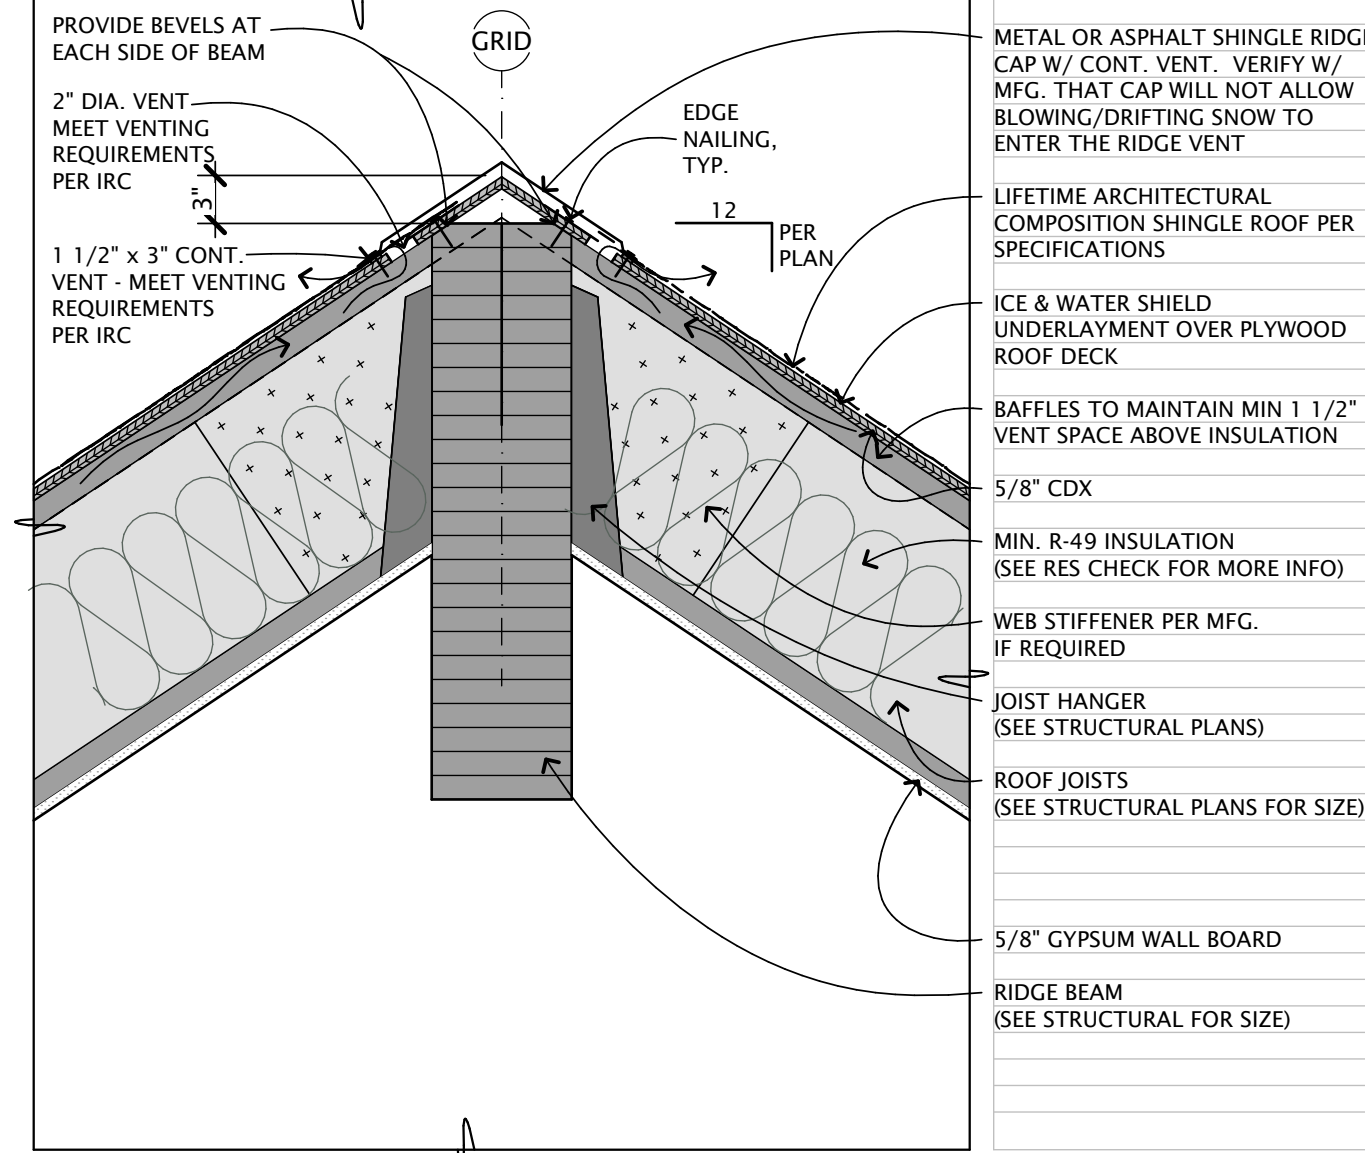 PROVIDE BEVELS AT
EACH SIDE OF BEAM
2" DIA. VENT
MEET VENTING
REQUIREMENTS
PER IRC
3"
1 1/2" x 3" CONT.
VENT - MEET VENTING
REQUIREMENTS
PER IRC
GRID
EDGE
NAILING,
TYP.
12
PER
PLAN
METAL OR ASPHALT SHINGLE RIDGE
CAP W/ CONT. VENT. VERIFY W/
MFG. THAT CAP WILL NOT ALLOW
BLOWING/DRIFTING SNOW TO
ENTER THE RIDGE VENT
LIFETIME ARCHITECTURAL
COMPOSITION SHINGLE ROOF PER
SPECIFICATIONS
ICE & WATER SHIELD
UNDERLAYMENT OVER PLYWOOD
ROOF DECK
BAFFLES TO MAINTAIN MIN 1 1/2"
VENT SPACE ABOVE INSULATION
5/8" CDX
MIN. R-49 INSULATION
(SEE RES CHECK FOR MORE INFO)
WEB STIFFENER PER MFG.
IF REQUIRED
JOIST HANGER
(SEE STRUCTURAL PLANS)
ROOF JOISTS
(SEE STRUCTURAL PLANS FOR SIZE)
5/8" GYPSUM WALL BOARD
RIDGE BEAM
(SEE STRUCTURAL FOR SIZE)